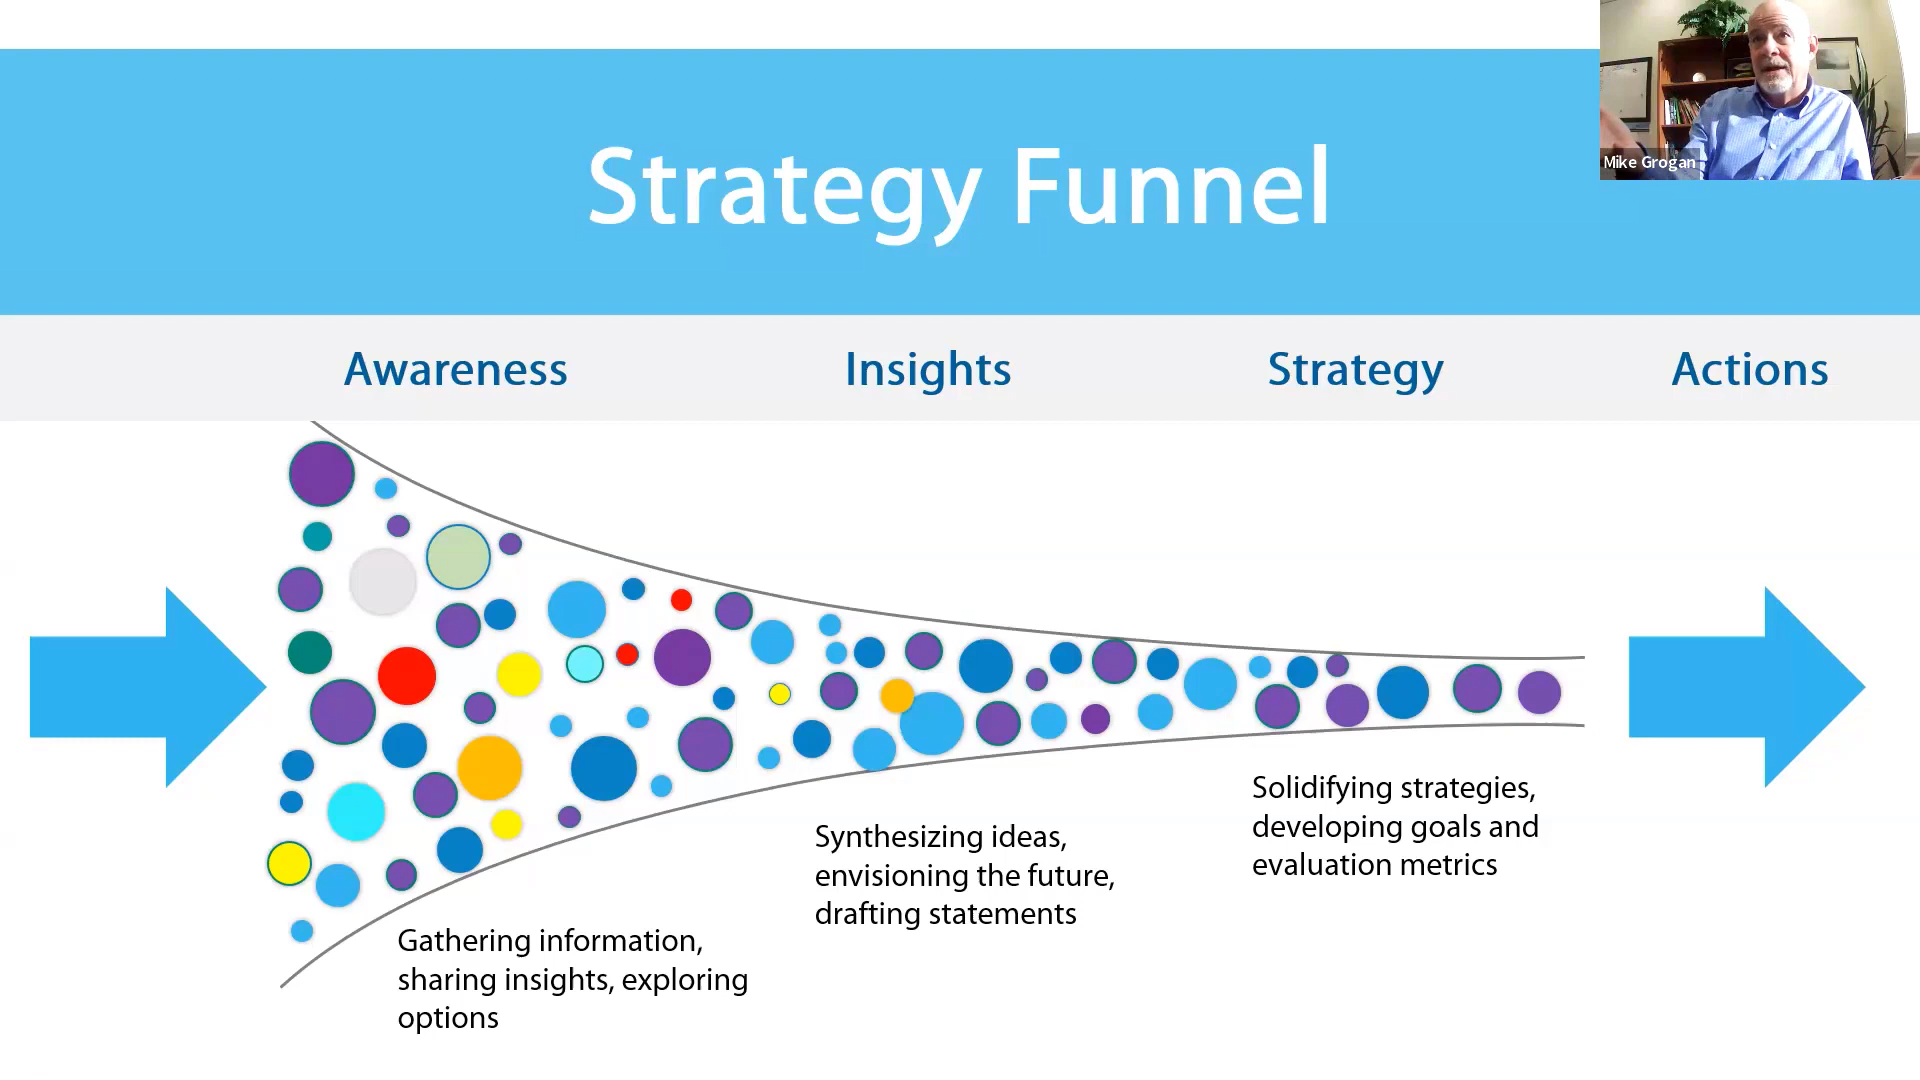 Strategy Funnel
Mike Grogan
Awareness
Insights
Strategy
Actions
Gathering information,
sharing insights, exploring
options
Synthesizing ideas,
envisioning the future,
drafting statements
Solidifying strategies,
developing goals and
evaluation metrics